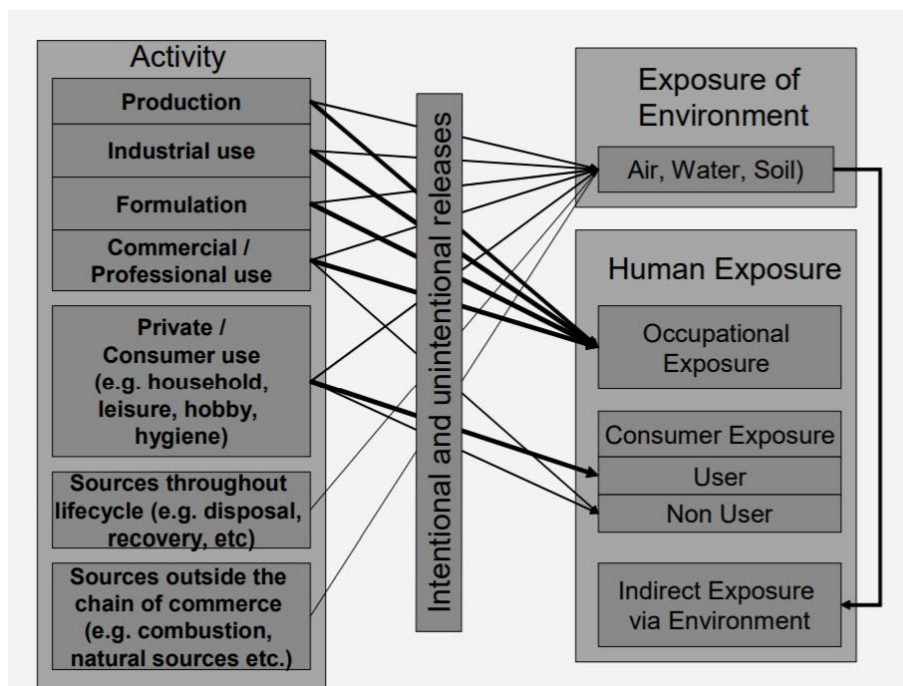 Activity
Production
Industrial use
Formulation
Commercial /
Professional use
Private /
Consumer use
(e.g. household,
leisure, hobby,
hygiene)
Sources throughout
lifecycle (e.g. disposal,
recovery, etc)
Sources outside the
chain of commerce
(e.g. combustion,
natural sources etc.)
Intentional and unintentional releases
Exposure of
Environment
Air, Water, Soil)
Human Exposure
Occupational
Exposure
Consumer Exposure
User
Non User
Indirect Exposure
via Environment